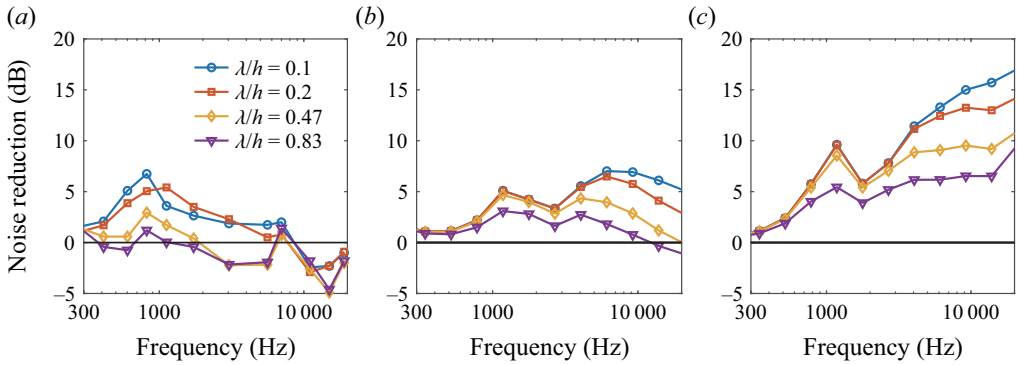 (a)
(b)
(c)
Noise reduction (dB)
20
15
10
5
0
−5
λ/h = 0.1
λ/h = 0.2
λ/h = 0.47
λ/h = 0.83
300
1000
10 000
Frequency (Hz)
20
15
10
5
0
−5
300
1000
10 000
Frequency (Hz)
20
15
10
5
0
−5
300
1000
10 000
Frequency (Hz)